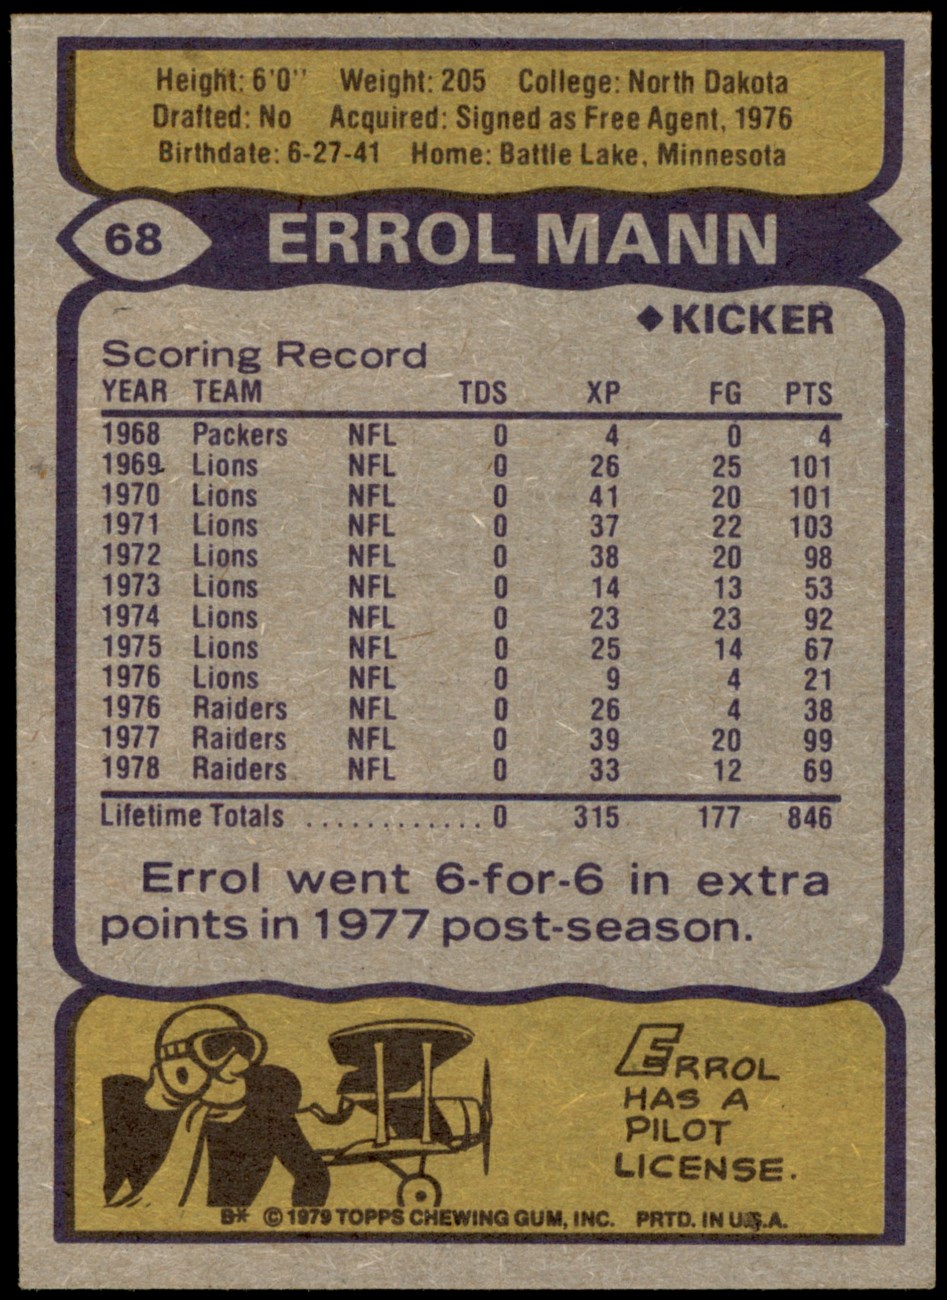 Height: 6'0" Weight: 205 College: North Dakota
Drafted: No Acquired: Signed as Free Agent, 1976
Birthdate: 6-27-41 Home: Battle Lake, Minnesota
68 ERROL MANN
◆KICKER
Scoring Record
YEAR TEAM TDS XP FG PTS
1968 Packers NFL 0 4 0 4
1969 Lions NFL 0 26 25 101
1970 Lions NFL 0 41 20 101
1971 Lions NFL 0 37 22 103
1972 Lions NFL 0 38 20 98
1973 Lions NFL 0 14 13 53
1974 Lions NFL 0 23 23 92
1975 Lions NFL 0 25 14 67
1976 Lions NFL 0 9 4 21
1976 Raiders NFL 0 26 4 38
1977 Raiders NFL 0 39 20 99
1978 Raiders NFL 0 33 12 69
Lifetime Totals ............. 0 315 177 846
Errol went 6-for-6 in extra
points in 1977 post-season.
ERROL
HAS A
PILOT
LICENSE.
B* © 1979 TOPPS CHEWING GUM, INC. PRTD. IN U.S.A.